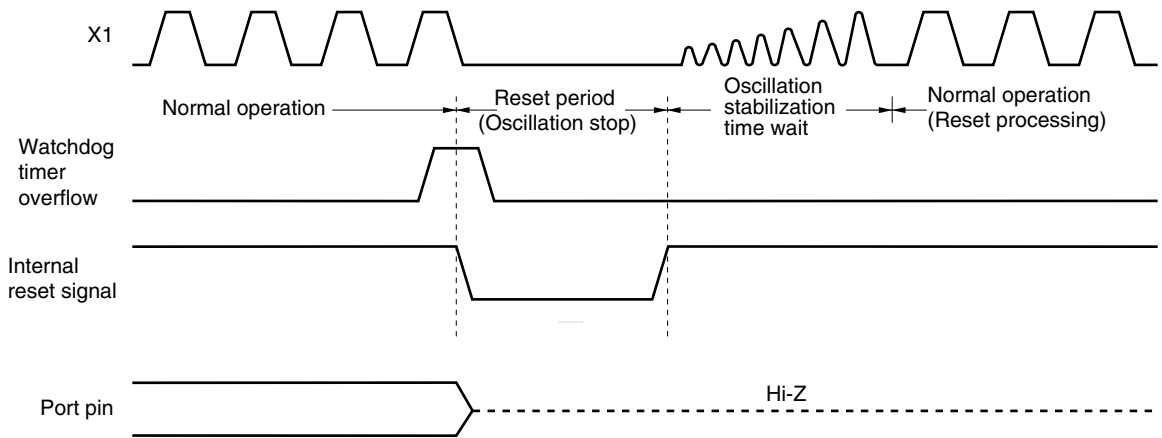 X1
Normal operation
Reset period
(Oscillation stop)
Oscillation
stabilization
time wait
Normal operation
(Reset processing)
Watchdog
timer
overflow
Internal
reset signal
Port pin
Hi-Z